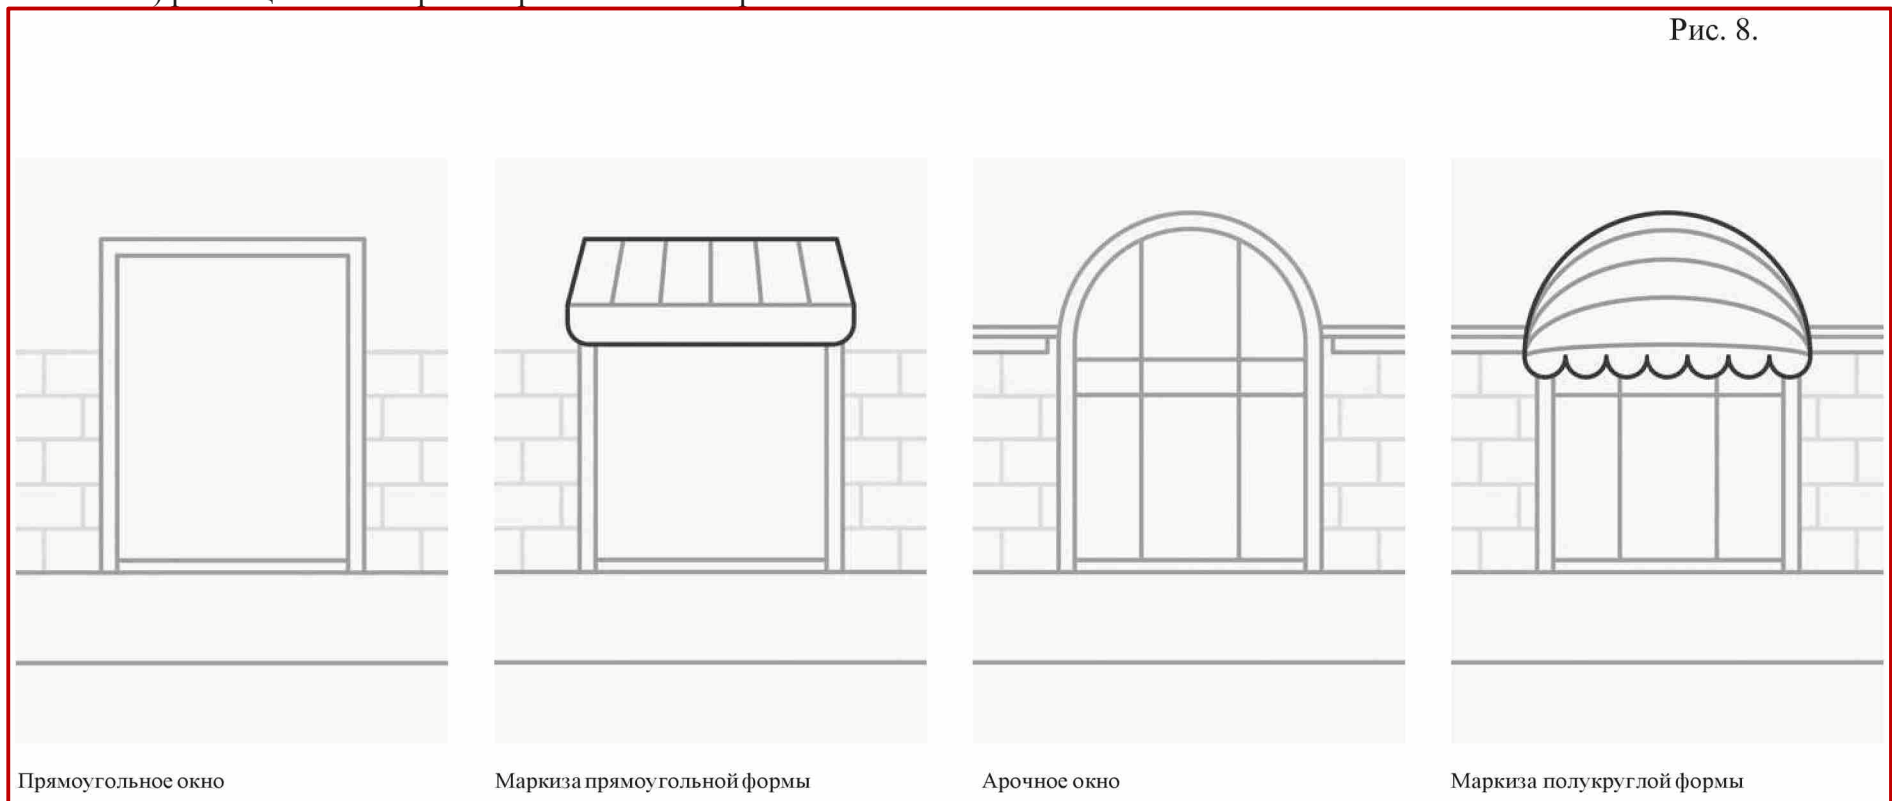 Рис. 8.
Прямоугольное окно
Маркиза прямоугольной формы
Арочное окно
Маркиза полукруглой формы